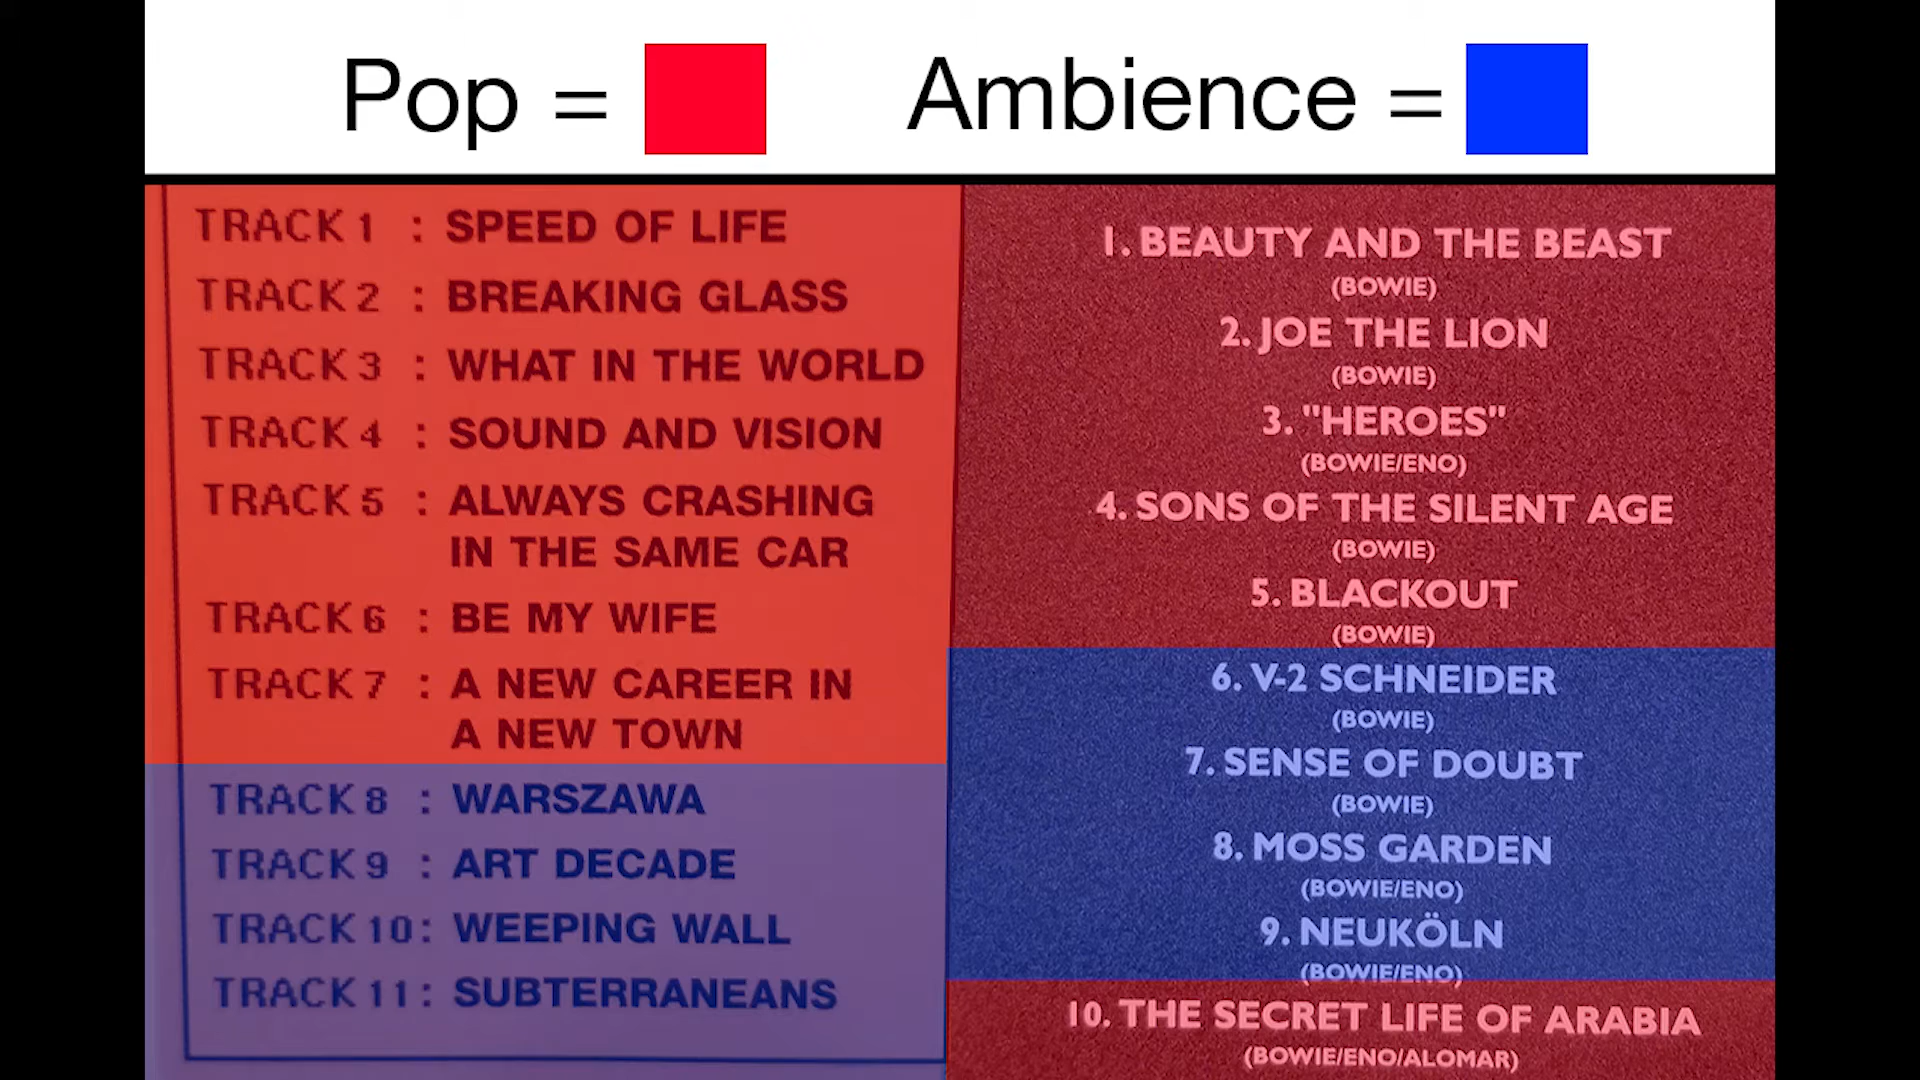 Pop =
Ambience =
TRACK 1 : SPEED OF LIFE
TRACK 2 : BREAKING GLASS
TRACK 3 : WHAT IN THE WORLD
TRACK 4 : SOUND AND VISION
TRACK 5 : ALWAYS CRASHING
IN THE SAME CAR
TRACK 6 : BE MY WIFE
TRACK 7 : A NEW CAREER IN
A NEW TOWN
TRACK 8 : WARSZAWA
TRACK 9 : ART DECADE
TRACK 10 : WEEPING WALL
TRACK 11 : SUBTERRANEANS
1. BEAUTY AND THE BEAST
(BOWIE)
2. JOE THE LION
(BOWIE)
3. "HEROES"
(BOWIE/ENO)
4. SONS OF THE SILENT AGE
(BOWIE)
5. BLACKOUT
(BOWIE)
6. V-2 SCHNEIDER
(BOWIE)
7. SENSE OF DOUBT
(BOWIE)
8. MOSS GARDEN
(BOWIE/ENO)
9. NEUKÖLN
(BOWIE/ENO)
10. THE SECRET LIFE OF ARABIA
(BOWIE/ENO/ALOMAR)